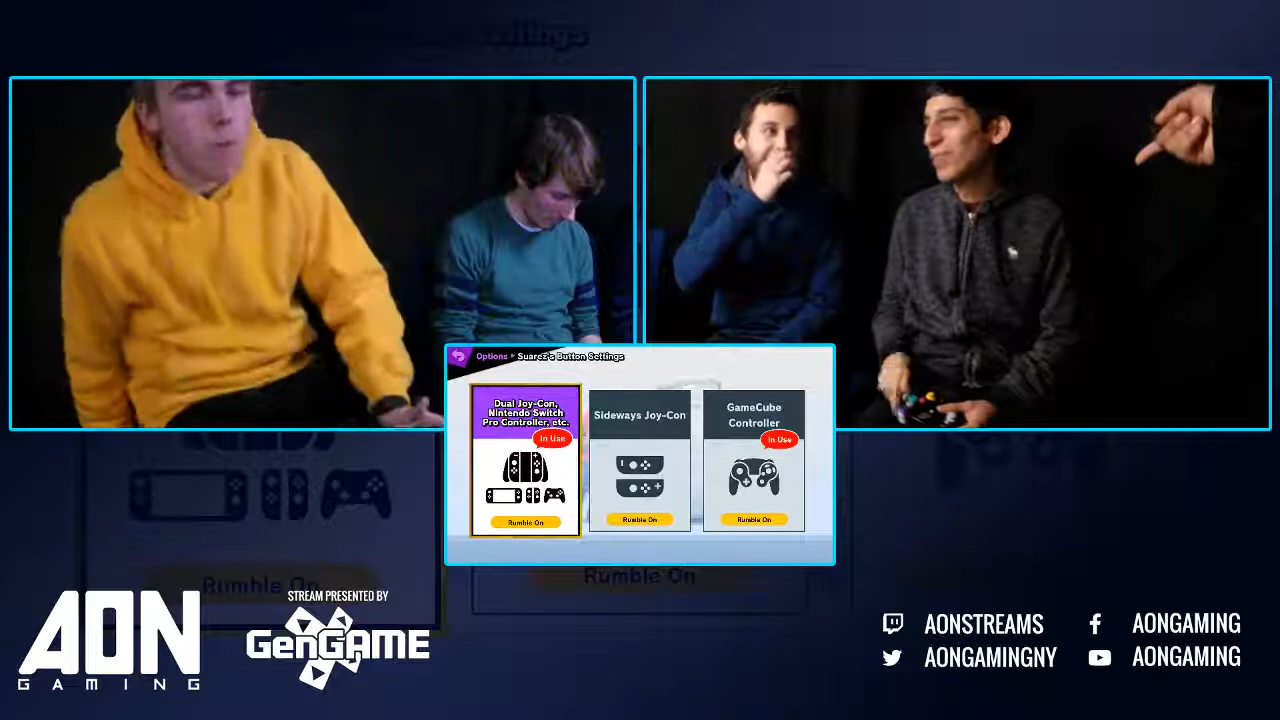 Options ▸ Suarez's Button Settings
Dual Joy-Con,
Nintendo Switch
Pro Controller, etc.
In Use
Rumble On
Sideways Joy-Con
Rumble On
GameCube
Controller
In Use
Rumble On
Rumble On
Rumble On
AON
GAMING
STREAM PRESENTED BY
GenGAME
AONSTREAMS
AONGAMING
AONGAMINGNY
AONGAMING